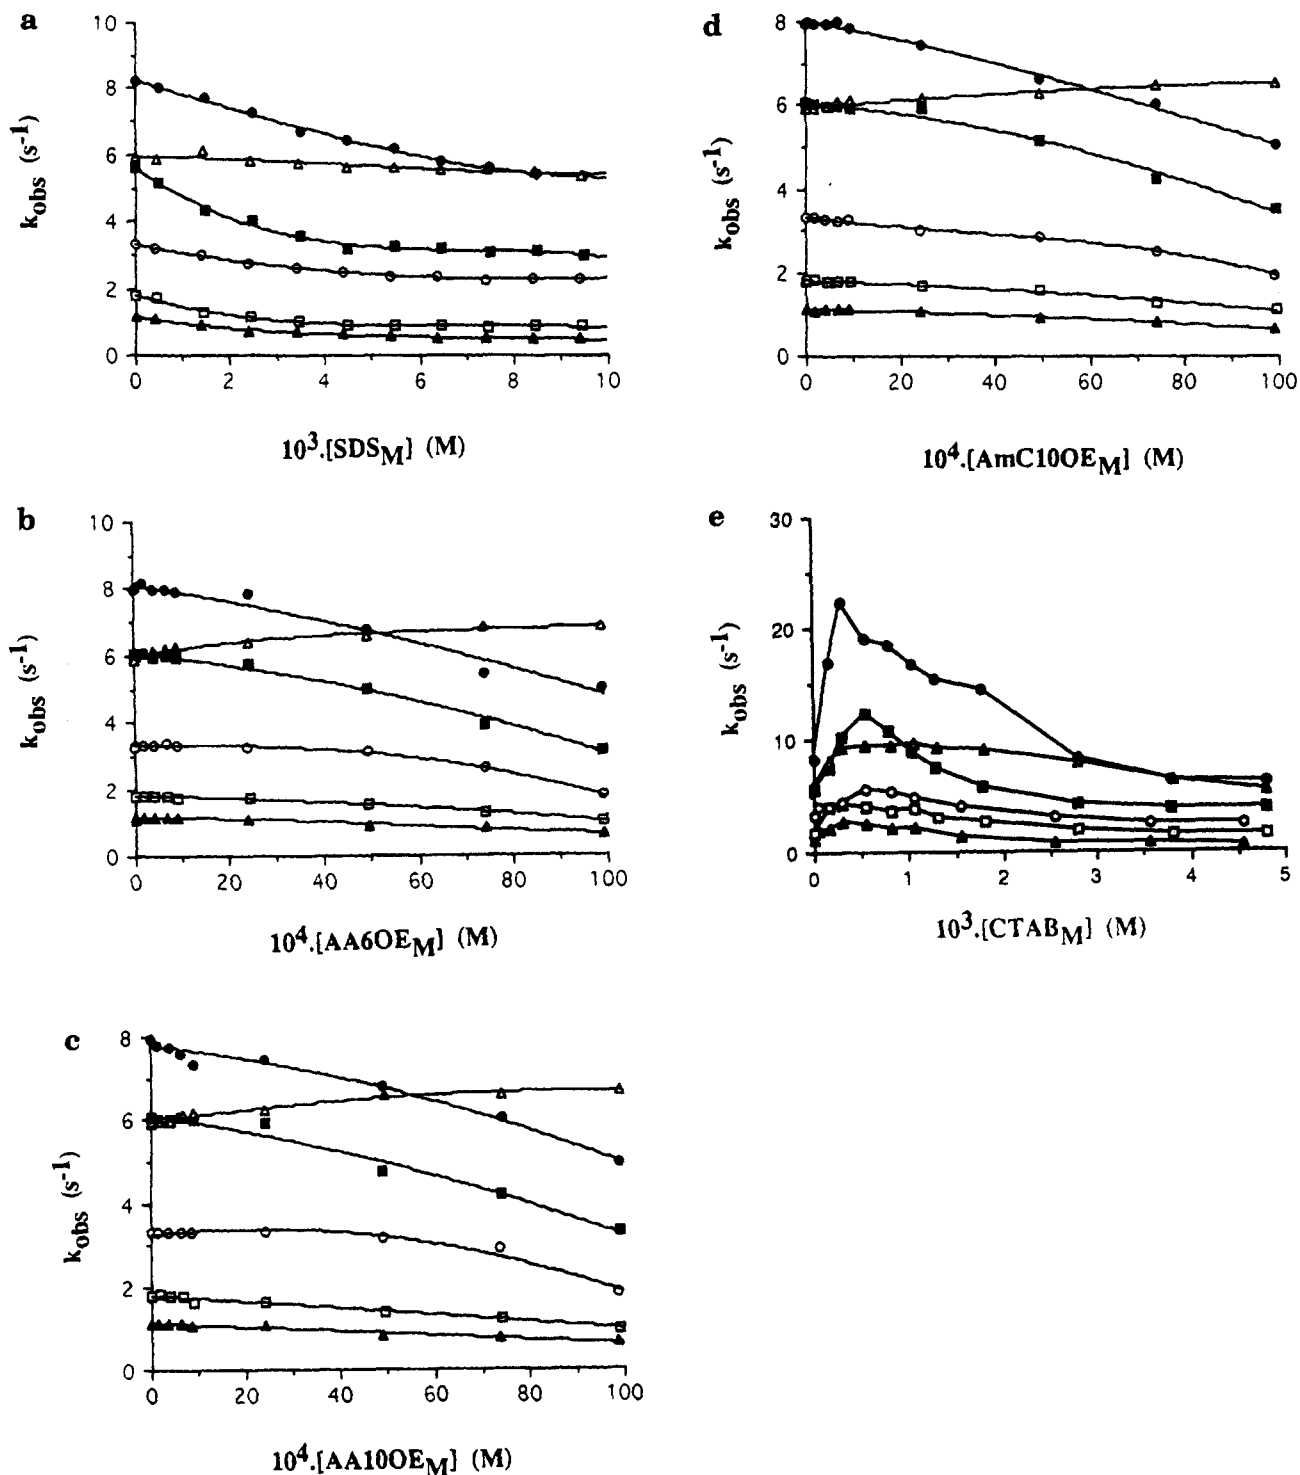 a
10
8
6
4
2
0
k_obs (s^-1)
0 2 4 6 8 10
10^3.[SDS_M] (M)
d
8
6
4
2
0
k_obs (s^-1)
0 20 40 60 80 100
10^4.[AmC10OE_M] (M)
b
10
8
6
4
2
0
k_obs (s^-1)
0 20 40 60 80 100
10^4.[AA6OE_M] (M)
e
30
20
10
0
k_obs (s^-1)
0 1 2 3 4 5
10^3.[CTAB_M] (M)
c
8
6
4
2
0
k_obs (s^-1)
0 20 40 60 80 100
10^4.[AA10OE_M] (M)